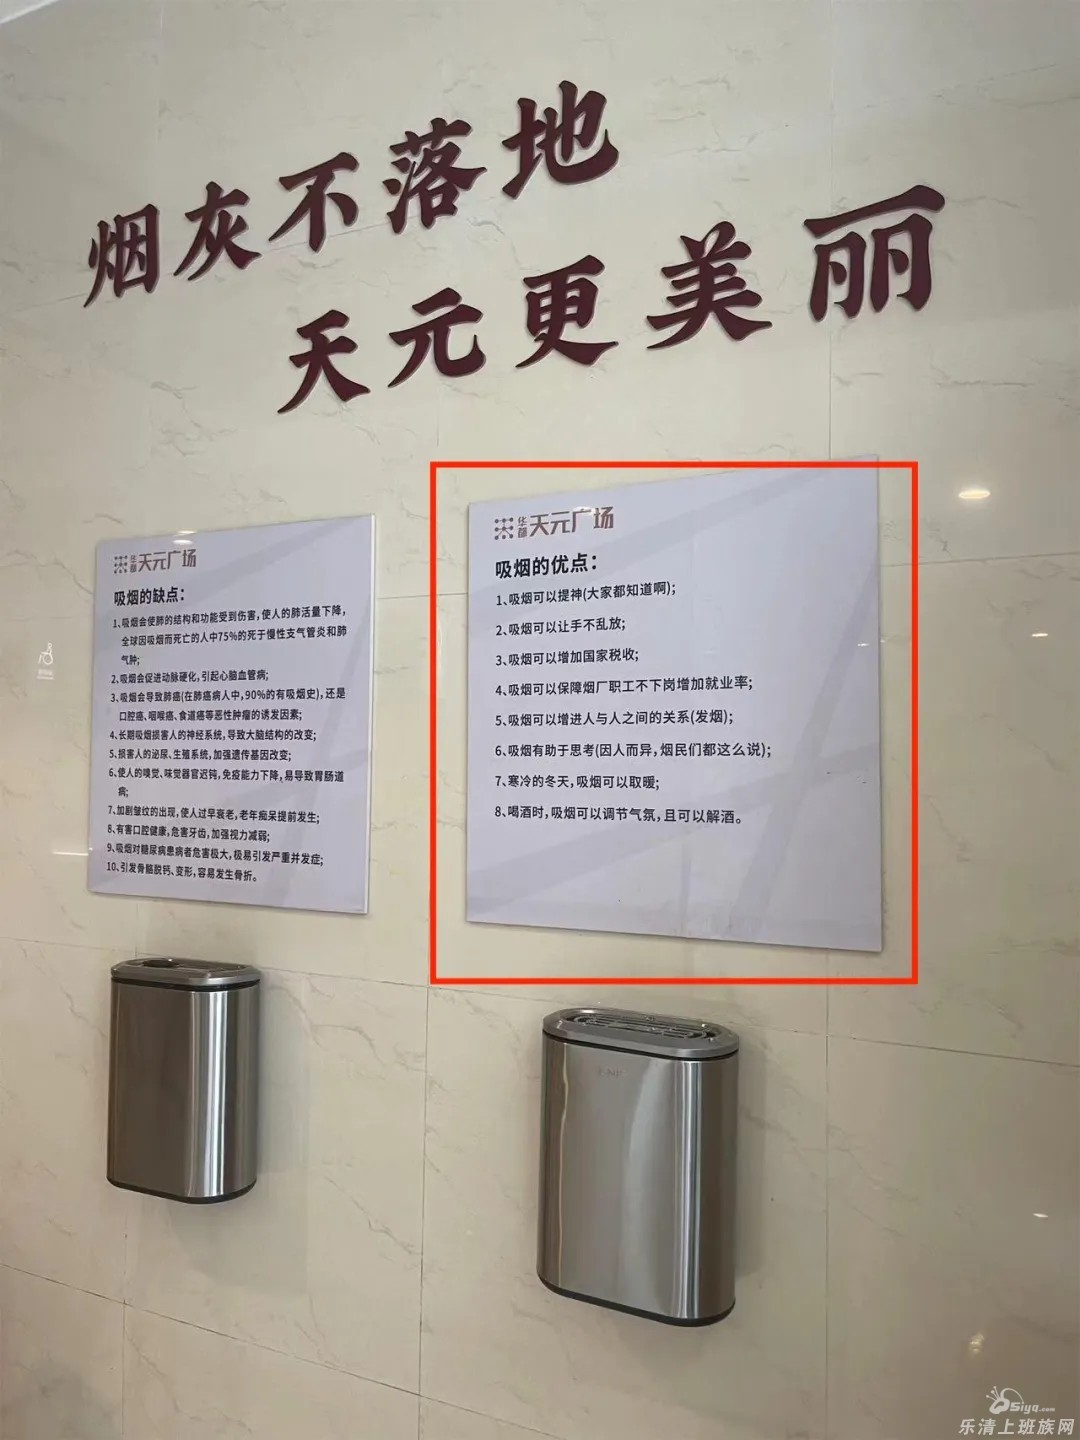 烟灰不落地
天元更美丽
华鄙天元广场
吸烟的缺点：
1、吸烟会使肺的结构和功能受到伤害,使人的肺活量下降,
全球因吸烟而死亡的人中75%的死于慢性支气管炎和肺
气肿;
2、吸烟会促进动脉硬化,引起心脑血管病;
3、吸烟会导致肺癌(在肺癌病人中,90%的有吸烟史),还是
口腔癌、咽喉癌、食道癌等恶性肿瘤的诱发因素;
4、长期吸烟损害人的神经系统,导致大脑结构的改变;
5、损害人的泌尿、生殖系统,加强遗传基因改变;
6、使人的嗅觉、味觉器官迟钝,免疫能力下降,易导致胃肠道
病;
7、加剧皱纹的出现,使人过早衰老,老年痴呆提前发生;
8、有害口腔健康,危害牙齿,加强视力减弱;
9、吸烟对糖尿病患病者危害极大,极易引发严重并发症;
10、引发骨骼脱钙、变形,容易发生骨折。
华鄙天元广场
吸烟的优点：
1、吸烟可以提神(大家都知道啊);
2、吸烟可以让手不乱放;
3、吸烟可以增加国家税收;
4、吸烟可以保障烟厂职工不下岗增加就业率;
5、吸烟可以增进人与人之间的关系(发烟);
6、吸烟有助于思考(因人而异,烟民们都这么说);
7、寒冷的冬天,吸烟可以取暖;
8、喝酒时,吸烟可以调节气氛,且可以解酒。
5iyq.com
乐清上班族网